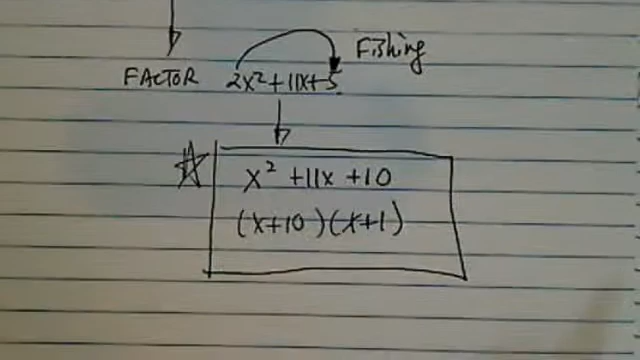 Fishing
FACTOR 2x²+11x+5
x² +11x +10
(x+10)(x+1)